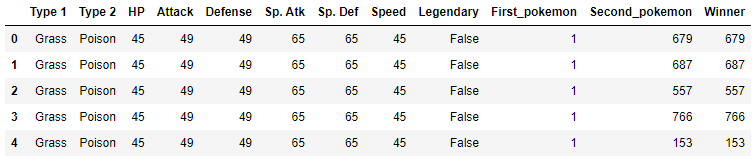 Type 1 Type 2 HP Attack Defense Sp. Atk Sp. Def Speed Legendary First_pokemon Second_pokemon Winner
0 Grass Poison 45 49 49 65 65 45 False 1 679 679
1 Grass Poison 45 49 49 65 65 45 False 1 687 687
2 Grass Poison 45 49 49 65 65 45 False 1 557 557
3 Grass Poison 45 49 49 65 65 45 False 1 766 766
4 Grass Poison 45 49 49 65 65 45 False 1 153 153